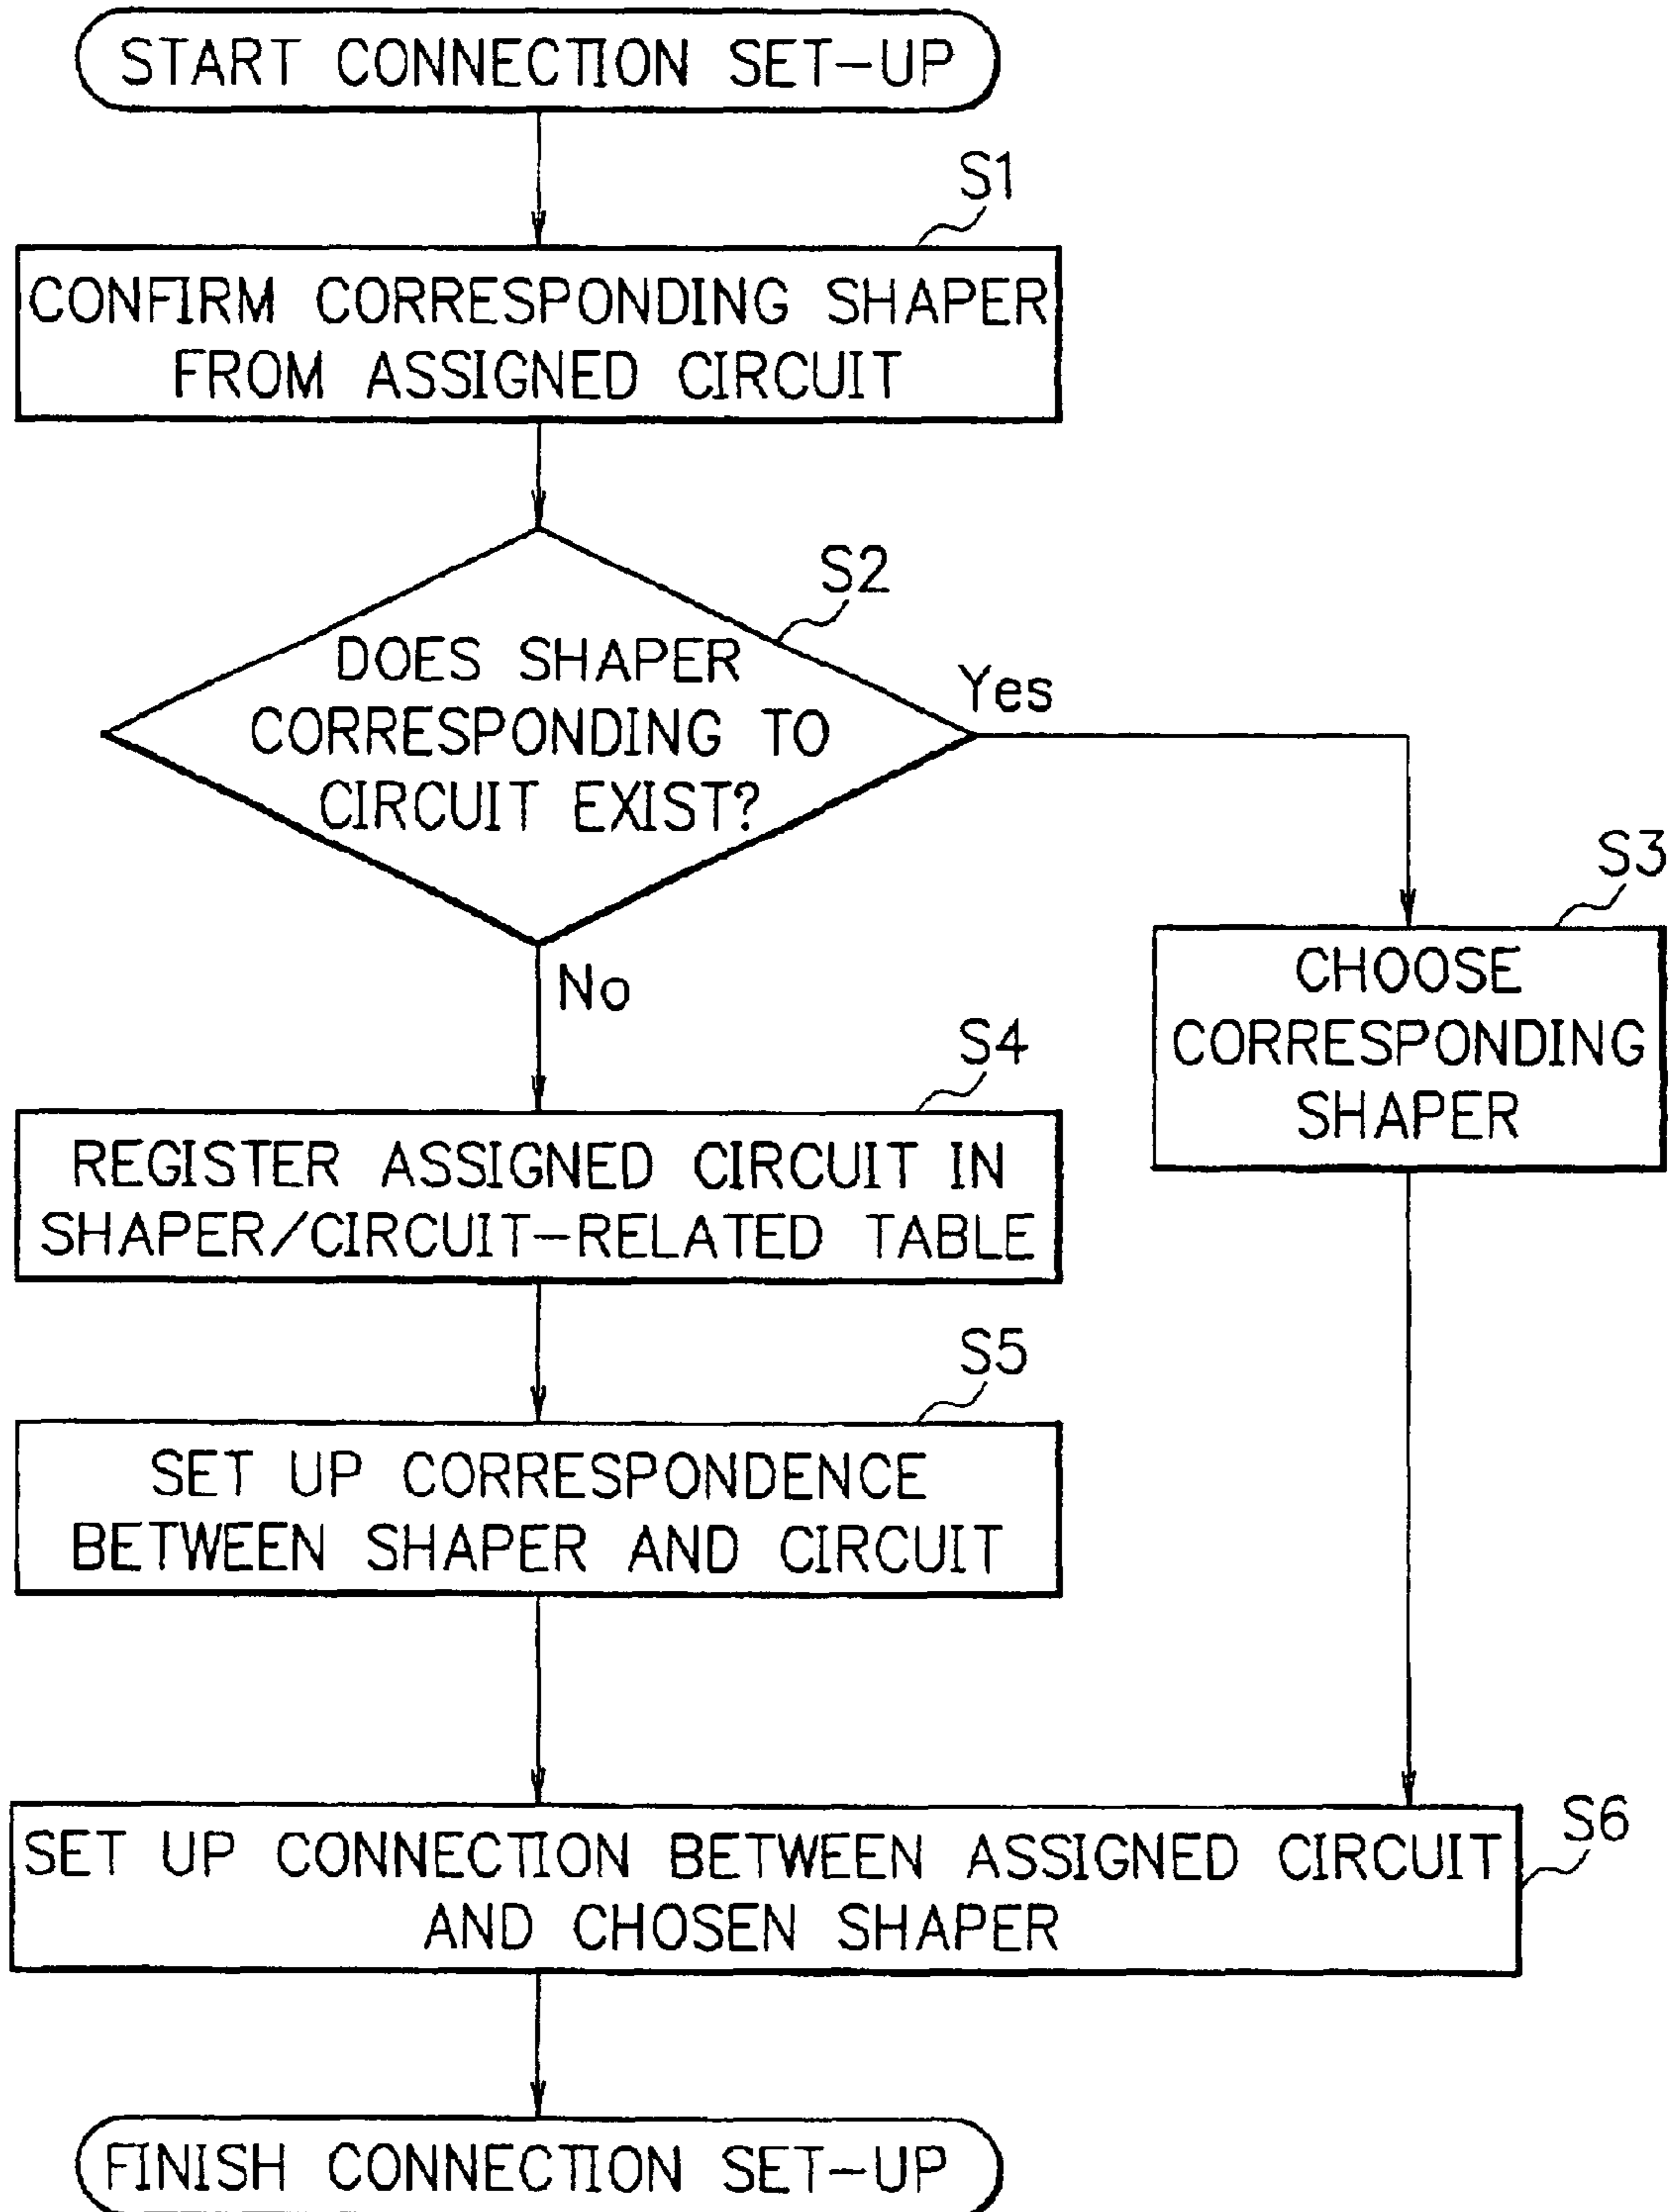 START CONNECTION SET-UP
S1
CONFIRM CORRESPONDING SHAPER
FROM ASSIGNED CIRCUIT
S2
DOES SHAPER
CORRESPONDING TO
CIRCUIT EXIST?
Yes
No
S3
CHOOSE
CORRESPONDING
SHAPER
S4
REGISTER ASSIGNED CIRCUIT IN
SHAPER/CIRCUIT-RELATED TABLE
S5
SET UP CORRESPONDENCE
BETWEEN SHAPER AND CIRCUIT
S6
SET UP CONNECTION BETWEEN ASSIGNED CIRCUIT
AND CHOSEN SHAPER
FINISH CONNECTION SET-UP